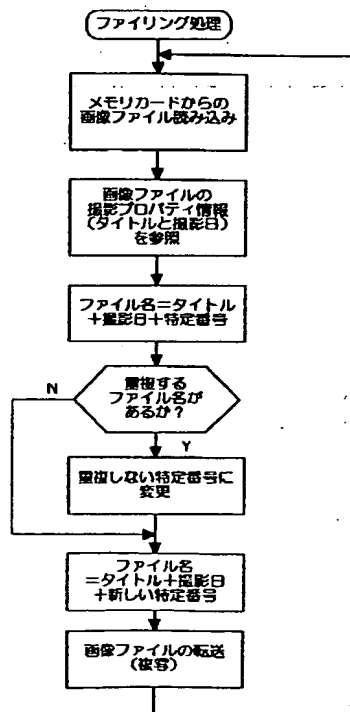 ファイリング処理
メモリカードからの
画像ファイル読み込み
画像ファイルの
撮影プロパティ情報
(タイトルと撮影日)
を参照
ファイル名=タイトル
+撮影日+特定番号
重複する
ファイル名が
あるか?
N
Y
重複しない特定番号に
変更
ファイル名
=タイトル+撮影日
+新しい特定番号
画像ファイルの転送
(複写)